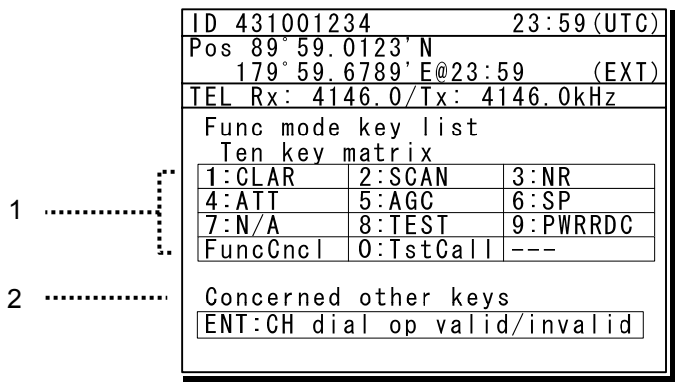 ID 431001234 23:59(UTC)
Pos 89°59.0123'N
179°59.6789'E@23:59 (EXT)
TEL Rx: 4146.0/Tx: 4146.0kHz
Func mode key list
Ten key matrix
1:CLAR 2:SCAN 3:NR
4:ATT 5:AGC 6:SP
1
7:N/A 8:TEST 9:PWRRDC
FuncCncl 0:TstCall ---
2
Concerned other keys
ENT:CH dial op valid/invalid